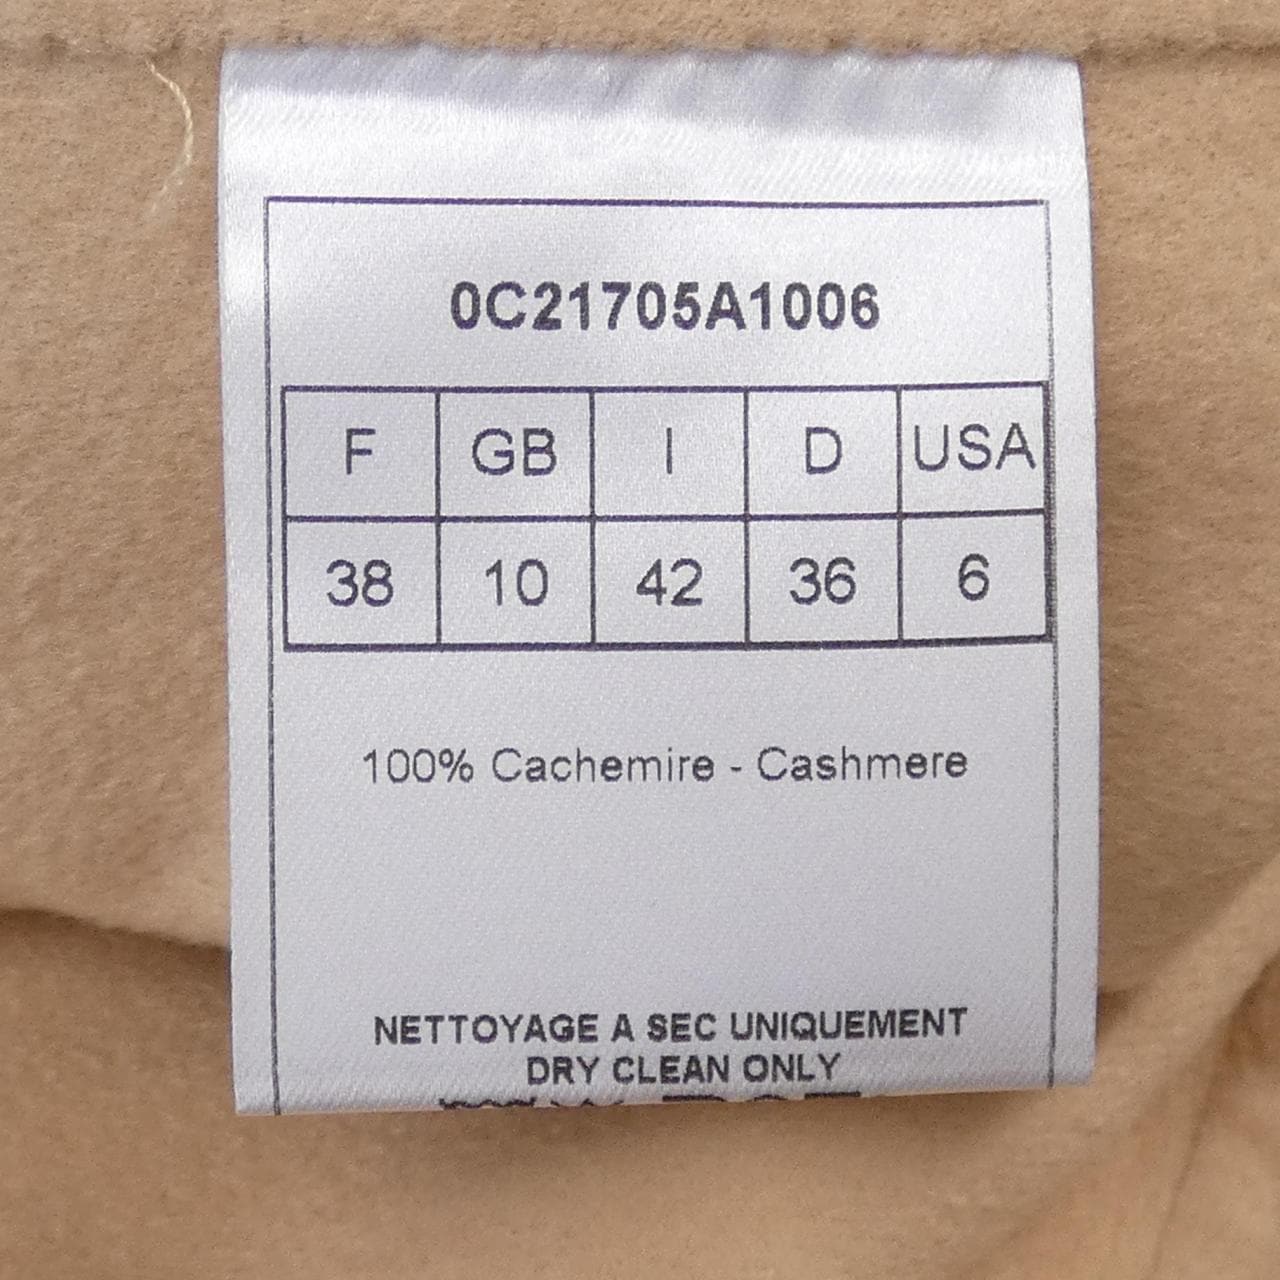 0C21705A1006
F GB I D USA
38 10 42 36 6
100% Cachemire - Cashmere
NETTOYAGE A SEC UNIQUEMENT
DRY CLEAN ONLY